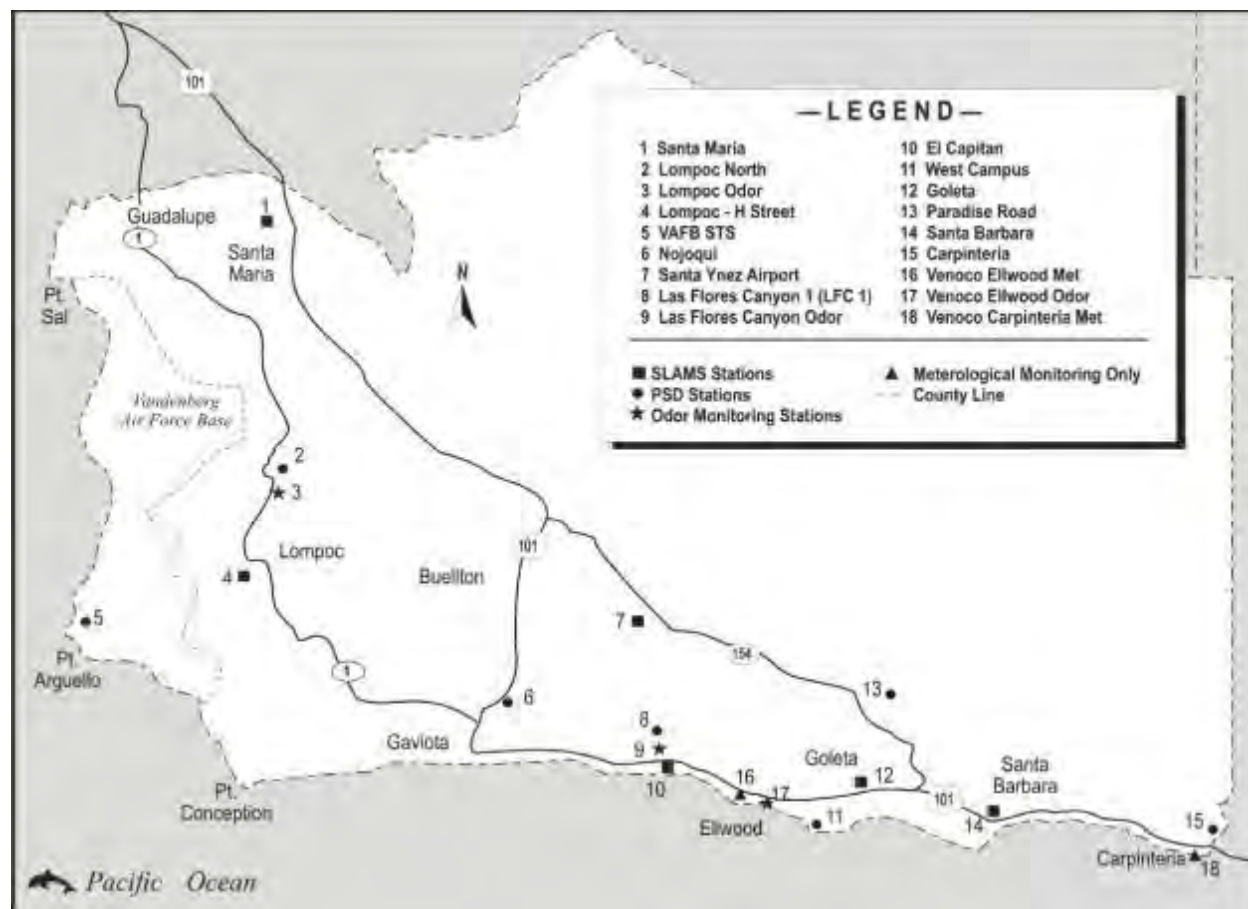 101
—LEGEND—
1 Santa Maria
2 Lompoc North
3 Lompoc Odor
4 Lompoc - H Street
5 VAFB STS
6 Nojoqui
7 Santa Ynez Airport
8 Las Flores Canyon 1 (LFC 1)
9 Las Flores Canyon Odor
10 El Capitan
11 West Campus
12 Goleta
13 Paradise Road
14 Santa Barbara
15 Carpinteria
16 Venoco Ellwood Met
17 Venoco Ellwood Odor
18 Venoco Carpinteria Met
SLAMS Stations
PSD Stations
Odor Monitoring Stations
Meterological Monitoring Only
County Line
Guadalupe
1
1
Santa
Maria
N
Pt.
Sal
Vandenberg
Air Force Base
2
3
Lompoc
4
Buellton
101
5
7
Pt.
Arguello
1
154
6
13
8
9
10
Gaviota
Goleta
12
16
17
Santa
Barbara
101
Pt.
Conception
Ellwood
11
14
15
Carpinteria
18
Pacific Ocean